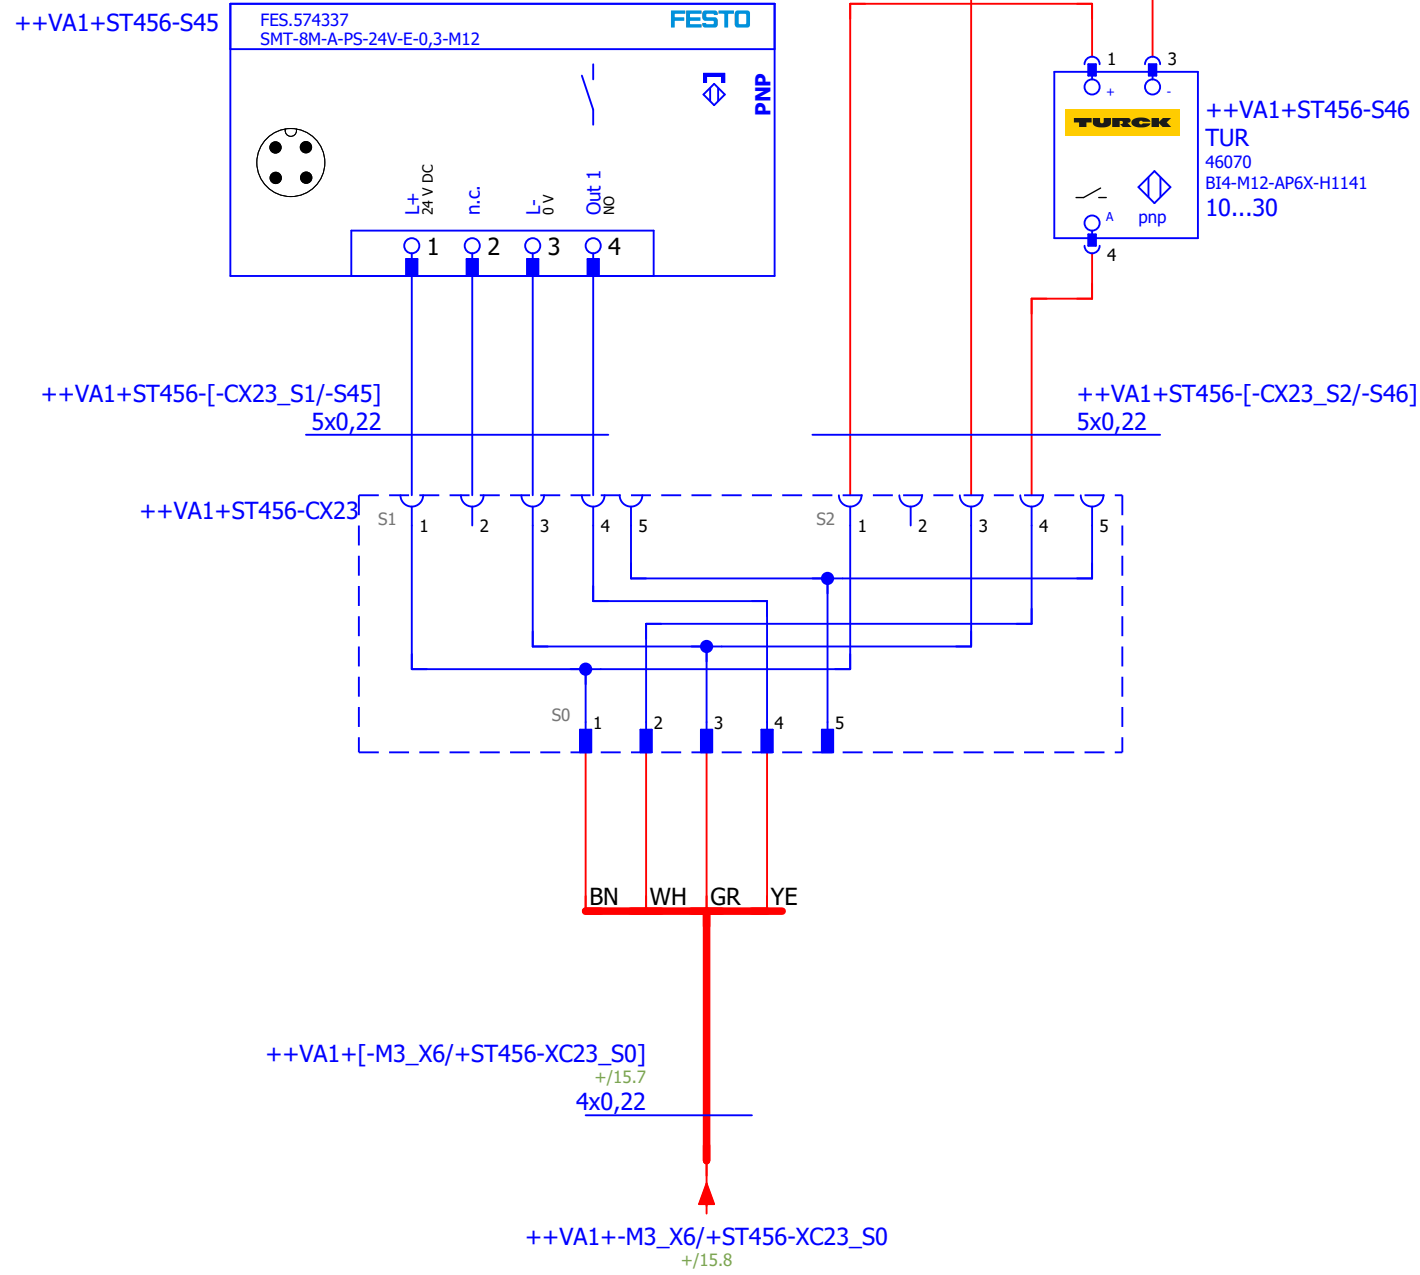 ++VA1+ST456-S45
FES.574337
SMT-8M-A-PS-24V-E-0,3-M12
FESTO
PNP
L+
24 V DC
n.c.
L-
0 V
Out 1
NO
1 2 3 4
1 3
+ -
TURCK
A
pnp
4
++VA1+ST456-S46
TUR
46070
BI4-M12-AP6X-H1141
10...30
++VA1+ST456-[-CX23_S1/-S45]
5x0,22
++VA1+ST456-[-CX23_S2/-S46]
5x0,22
++VA1+ST456-CX23
S1 1 2 3 4 5 S2 1 2 3 4 5
S0 1 2 3 4 5
BN WH GR YE
++VA1+[-M3_X6/+ST456-XC23_S0]
+/15.7
4x0,22
++VA1+-M3_X6/+ST456-XC23_S0
+/15.8